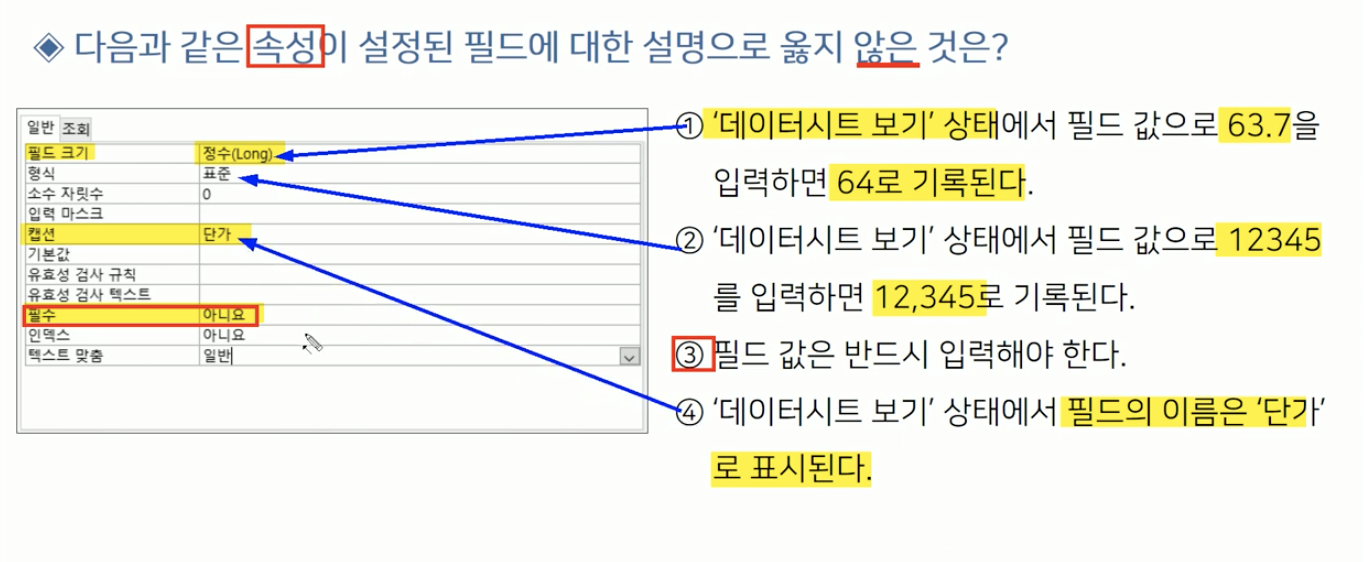 ◈ 다음과 같은 속성이 설정된 필드에 대한 설명으로 옳지 않은 것은?
일반 조회
필드 크기 정수(Long)
형식 표준
소수 자릿수 0
입력 마스크
캡션 단가
기본값
유효성 검사 규칙
유효성 검사 텍스트
필수 아니요
인덱스 아니요
텍스트 맞춤 일반
① ‘데이터시트 보기’ 상태에서 필드 값으로 63.7을
입력하면 64로 기록된다.
② ‘데이터시트 보기’ 상태에서 필드 값으로 12345
를 입력하면 12,345로 기록된다.
③ 필드 값은 반드시 입력해야 한다.
④ ‘데이터시트 보기’ 상태에서 필드의 이름은 ‘단가’
로 표시된다.